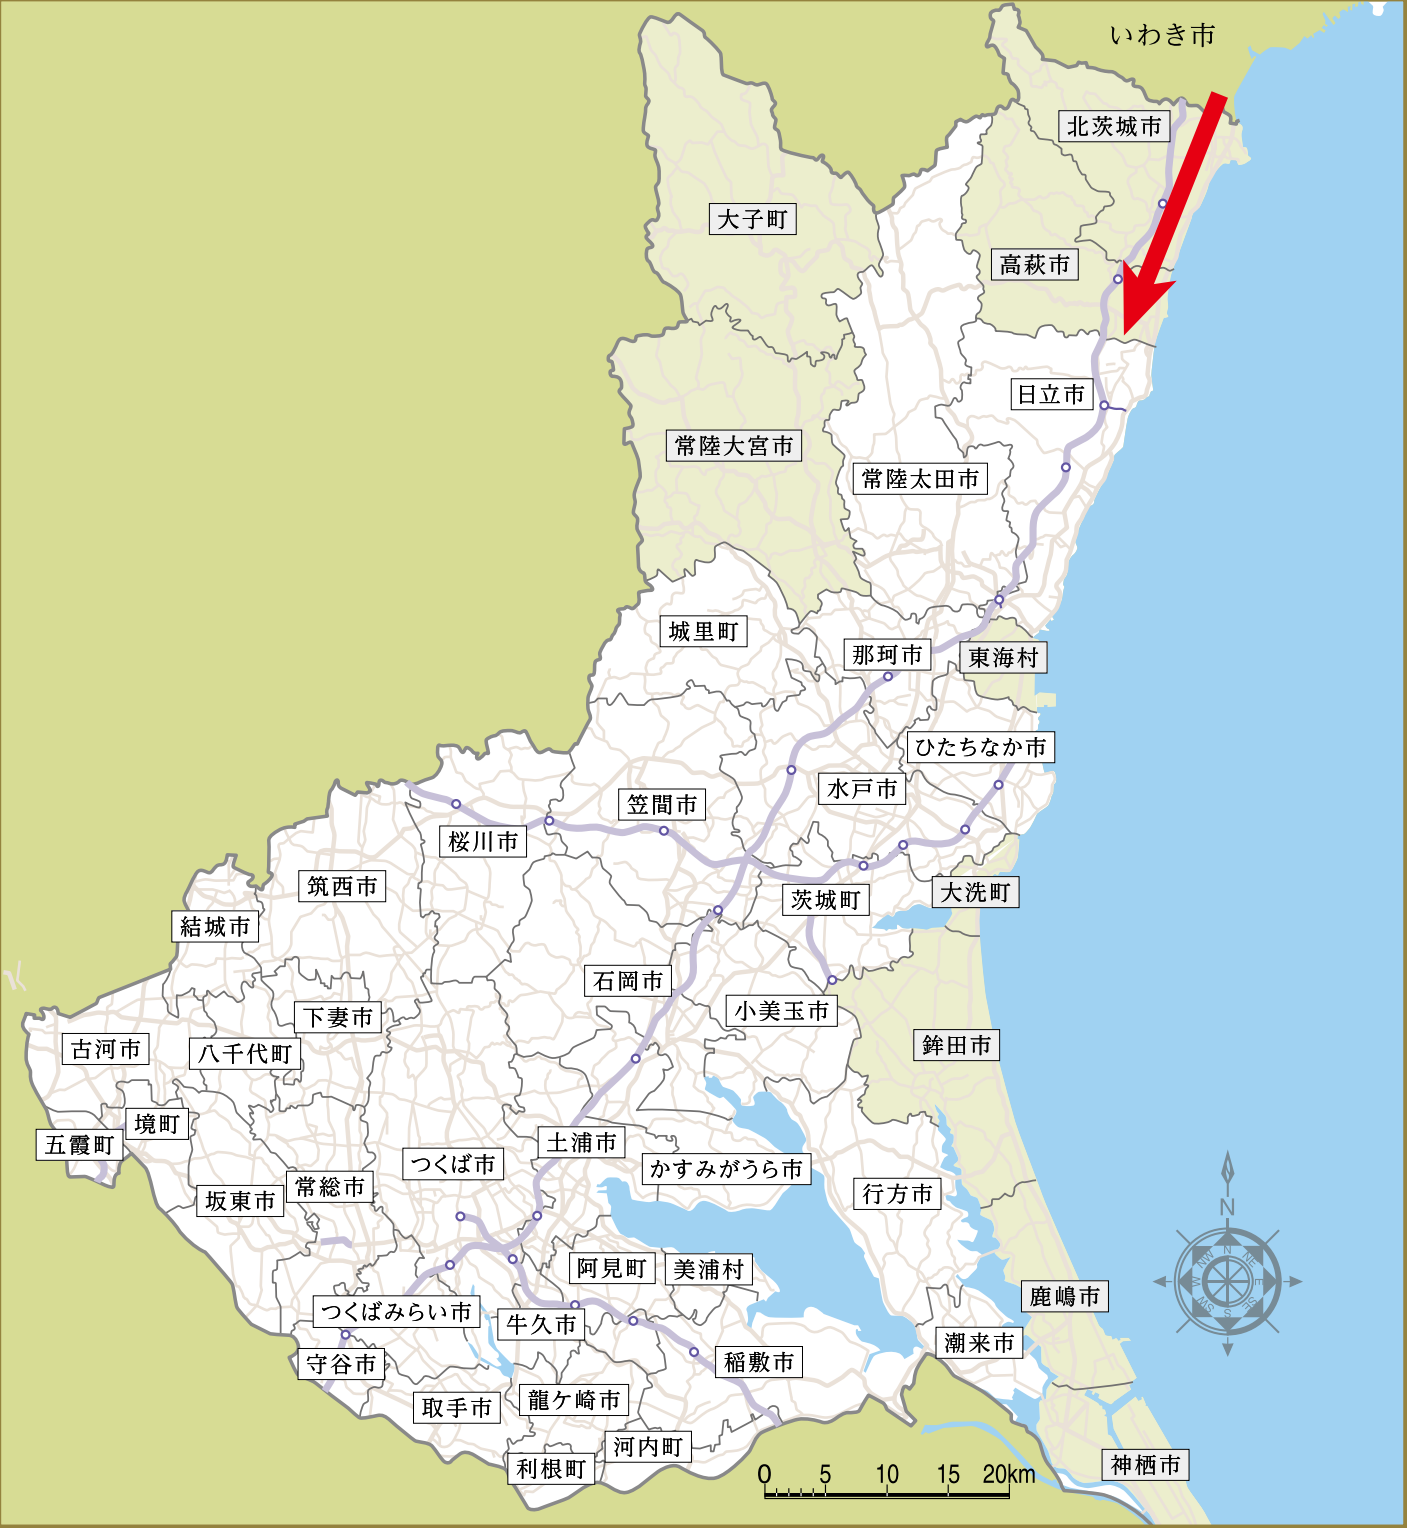 いわき市
北茨城市
大子町
高萩市
日立市
常陸大宮市
常陸太田市
城里町
那珂市
東海村
ひたちなか市
水戸市
笠間市
桜川市
筑西市
大洗町
茨城町
結城市
石岡市
小美玉市
下妻市
鉾田市
古河市
八千代町
境町
五霞町
土浦市
つくば市
かすみがうら市
常総市
坂東市
行方市
阿見町
美浦村
鹿嶋市
つくばみらい市
牛久市
潮来市
守谷市
稲敷市
龍ケ崎市
取手市
河内町
神栖市
利根町
N
N
NE
E
SE
S
SW
W
NW
0 5 10 15 20km